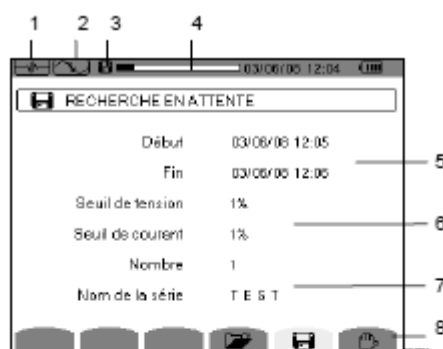 1 2 3 4
03/06/08 12:04
RECHERCHE EN ATTENTE
Début 03/06/08 12:05 5
Fin 03/06/08 12:06
Seuil de tension 1% 6
Seuil de courant 1%
Nombre 1 7
Nom de la série T E S T
8